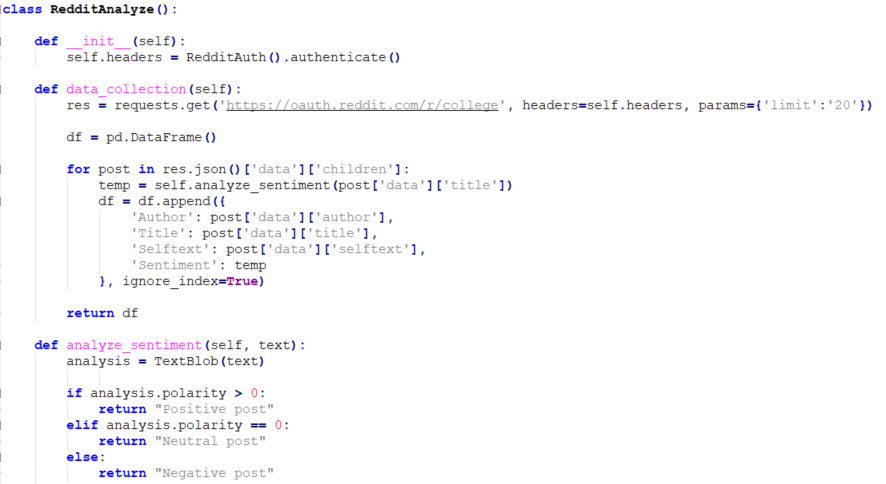 class RedditAnalyze():
    def __init__(self):
        self.headers = RedditAuth().authenticate()
    def data_collection(self):
        res = requests.get('https://oauth.reddit.com/r/college', headers=self.headers, params={'limit':'20'})
        df = pd.DataFrame()
        for post in res.json()['data']['children']:
            temp = self.analyze_sentiment(post['data']['title'])
            df = df.append({
                'Author': post['data']['author'],
                'Title': post['data']['title'],
                'Selftext': post['data']['selftext'],
                'Sentiment': temp
            }, ignore_index=True)
        return df
    def analyze_sentiment(self, text):
        analysis = TextBlob(text)
        if analysis.polarity > 0:
            return "Positive post"
        elif analysis.polarity == 0:
            return "Neutral post"
        else:
            return "Negative post"